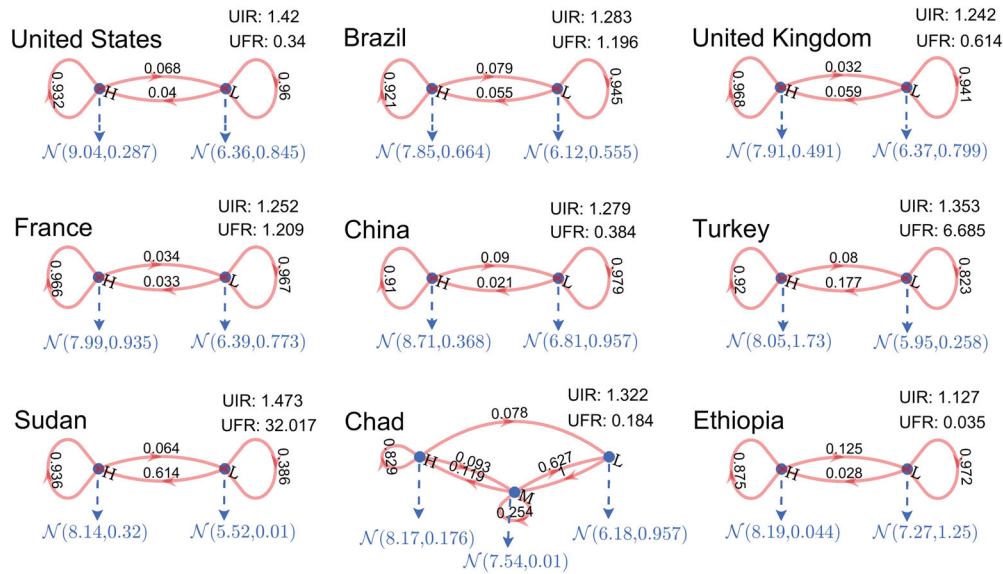 United States
UIR: 1.42
UFR: 0.34
0.932
0.068
0.04
0.96
H
L
N(9.04,0.287)
N(6.36,0.845)
Brazil
UIR: 1.283
UFR: 1.196
0.921
0.079
0.055
0.945
H
L
N(7.85,0.664)
N(6.12,0.555)
United Kingdom
UIR: 1.242
UFR: 0.614
0.968
0.032
0.059
0.941
H
L
N(7.91,0.491)
N(6.37,0.799)
France
UIR: 1.252
UFR: 1.209
0.966
0.034
0.033
0.967
H
L
N(7.99,0.935)
N(6.39,0.773)
China
UIR: 1.279
UFR: 0.384
0.91
0.09
0.021
0.979
H
L
N(8.71,0.368)
N(6.81,0.957)
Turkey
UIR: 1.353
UFR: 6.685
0.92
0.08
0.177
0.823
H
L
N(8.05,1.73)
N(5.95,0.258)
Sudan
UIR: 1.473
UFR: 32.017
0.936
0.064
0.614
0.386
H
L
N(8.14,0.32)
N(5.52,0.01)
Chad
UIR: 1.322
UFR: 0.184
0.078
0.829
H
0.093
0.119
0.627
1
L
M
0.254
N(8.17,0.176)
N(7.54,0.01)
N(6.18,0.957)
Ethiopia
UIR: 1.127
UFR: 0.035
0.875
0.125
0.028
0.972
H
L
N(8.19,0.044)
N(7.27,1.25)